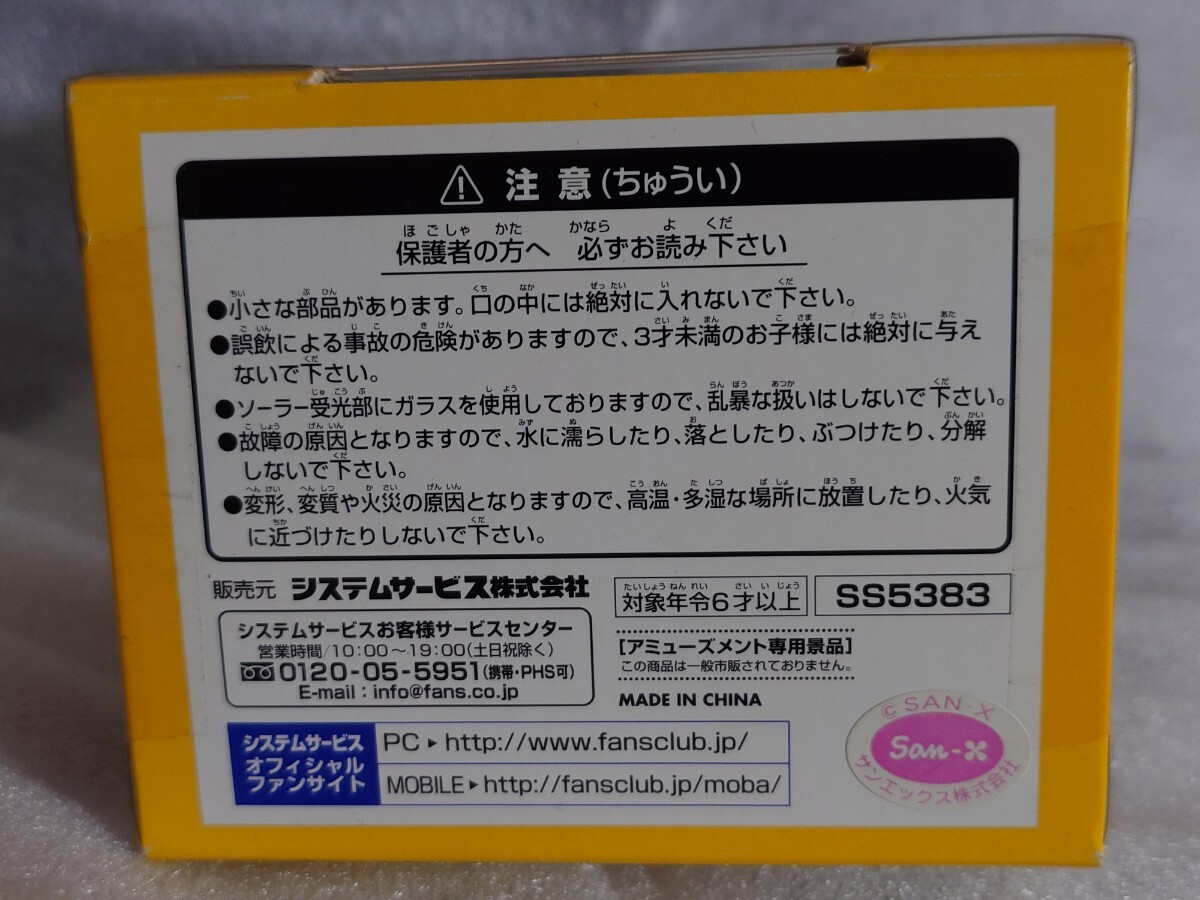 注意(ちゅうい)
保護者の方へ 必ずお読み下さい
●小さな部品があります。口の中には絶対に入れないで下さい。
●誤飲による事故の危険がありますので、3才未満のお子様には絶対に与え
ないで下さい。
●ソーラー受光部にガラスを使用しておりますので、乱暴な扱いはしないで下さい。
●故障の原因となりますので、水に濡らしたり、落としたり、ぶつけたり、分解
しないで下さい。
●変形、変質や火災の原因となりますので、高温・多湿な場所に放置したり、火気
に近づけたりしないで下さい。
販売元 システムサービス株式会社
対象年令6才以上
SS5383
システムサービスお客様サービスセンター
営業時間/10:00〜19:00(土日祝除く)
0120-05-5951(携帯・PHS可)
E-mail:info@fans.co.jp
[アミューズメント専用景品]
この商品は一般市販されておりません。
MADE IN CHINA
システムサービス
オフィシャル
ファンサイト
PC▶http://www.fansclub.jp/
MOBILE▶http://fansclub.jp/moba/
© SAN-X
San-X
サンエックス株式会社